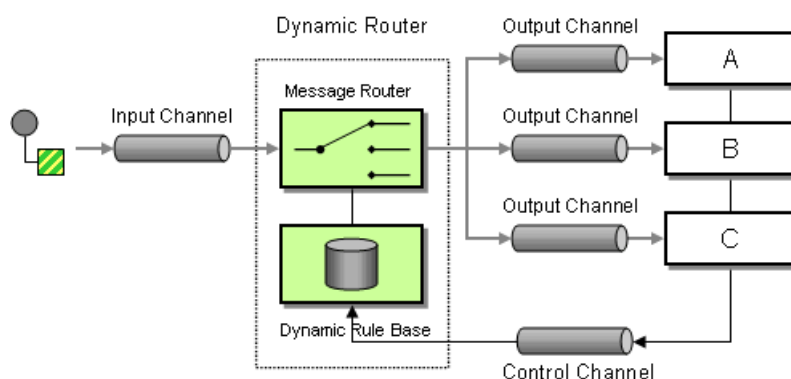 Dynamic Router
Output Channel
A
Message Router
Input Channel
Output Channel
B
Output Channel
C
Dynamic Rule Base
Control Channel